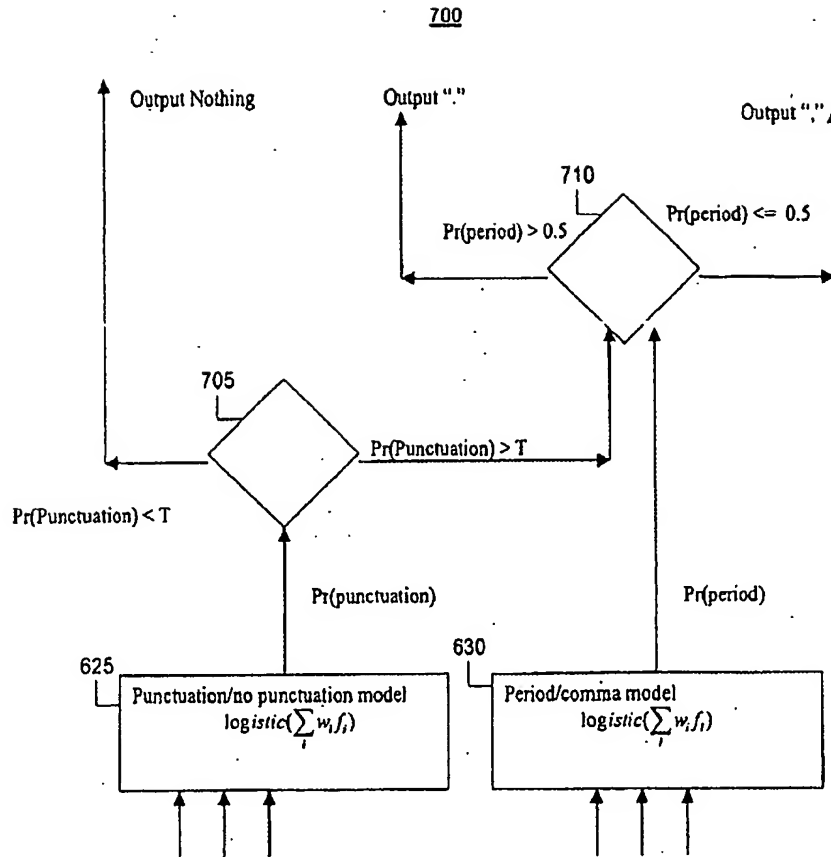 700
Output Nothing
Output "."
Output ","
710
Pr(period) > 0.5
Pr(period) <= 0.5
705
Pr(Punctuation) > T
Pr(Punctuation) < T
Pr(punctuation)
Pr(period)
625
630
Punctuation/no punctuation model
logistic(∑ᵢ wᵢfᵢ)
Period/comma model
logistic(∑ᵢ wᵢfᵢ)